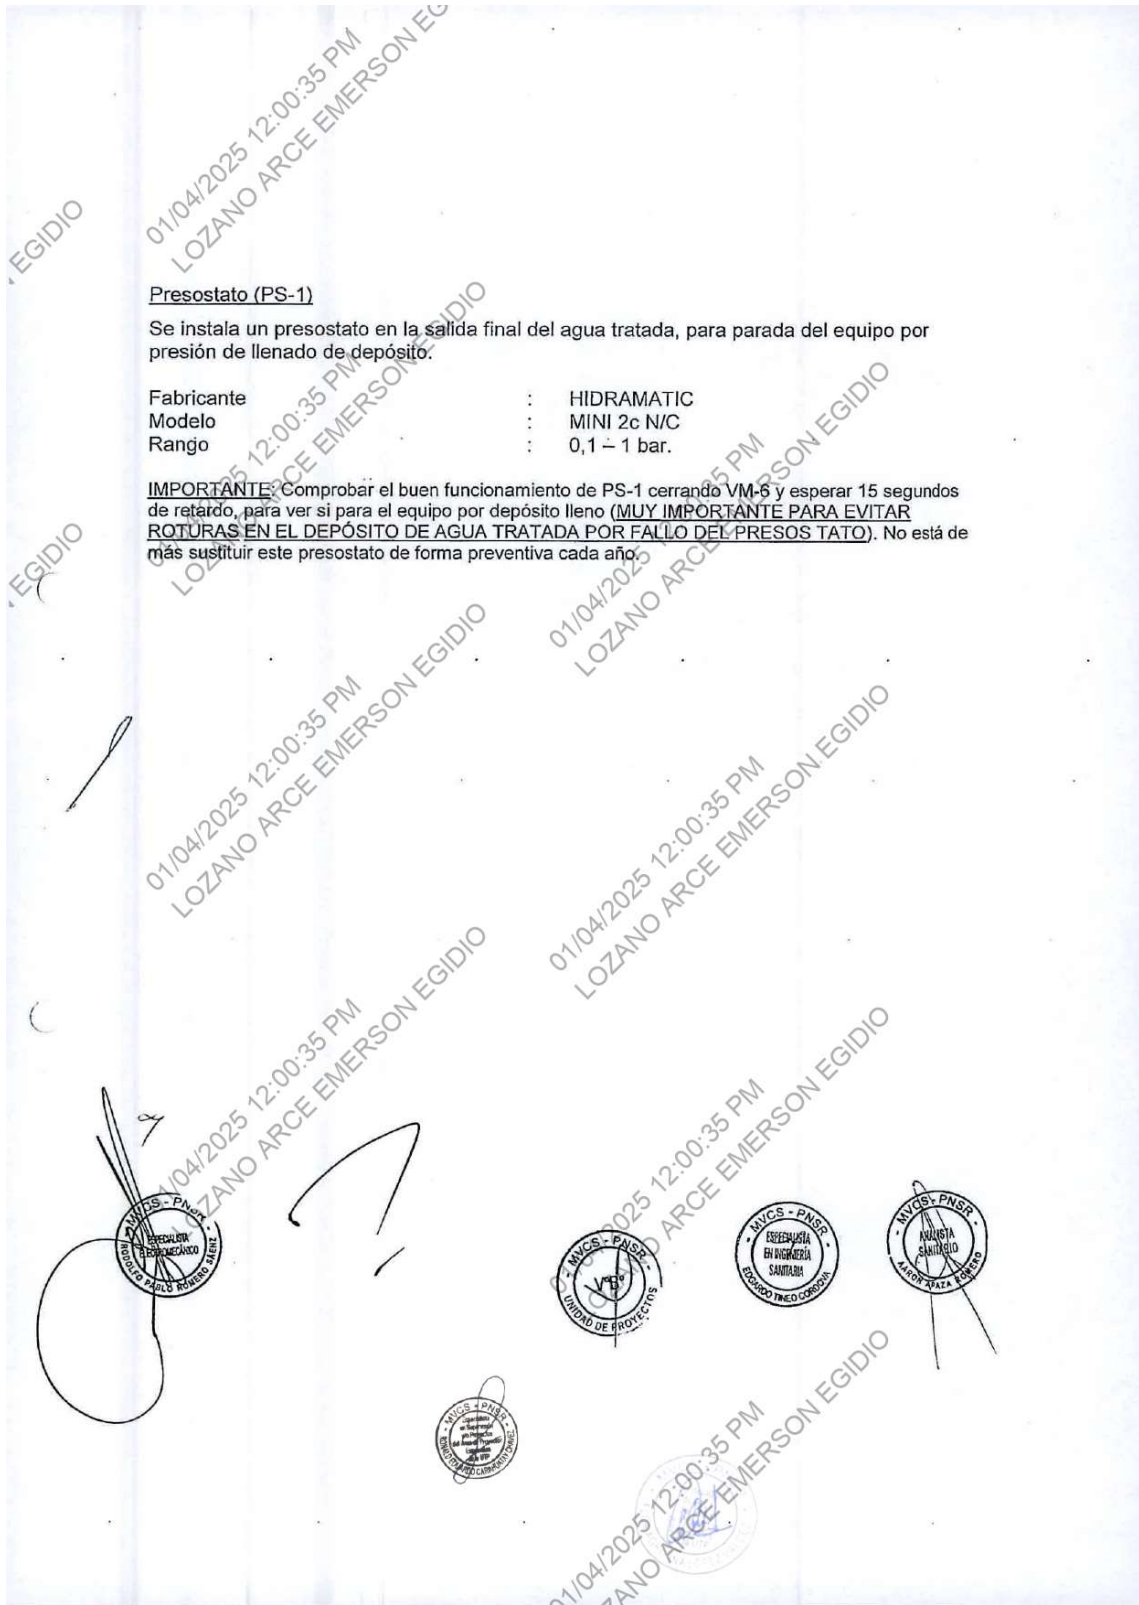 01/04/2025 12:00:35 PM
LOZANO ARCE EMERSON EGIDIO
Presostato (PS-1)
Se instala un presostato en la salida final del agua tratada, para parada del equipo por
presión de llenado de depósito.
Fabricante : HIDRAMATIC
Modelo : MINI 2c N/C
Rango : 0,1 – 1 bar.
IMPORTANTE: Comprobar el buen funcionamiento de PS-1 cerrando VM-6 y esperar 15 segundos
de retardo, para ver si para el equipo por depósito lleno (MUY IMPORTANTE PARA EVITAR
ROTURAS EN EL DEPÓSITO DE AGUA TRATADA POR FALLO DEL PRESOS TATO). No está de
más sustituir este presostato de forma preventiva cada año.
MVCS - PNSR
ESPECIALISTA
ELECTROMECÁNICO
RODOLFO PABLO ROMERO SAENZ
MVCS - PNSR
V°B°
UNIDAD DE PROYECTOS
MVCS - PNSR
ESPECIALISTA
EN INGENIERÍA
SANITARIA
EDGARDO TINEO CORDOVA
MVCS - PNSR
ANALISTA
SANITARIO
AARON APAZA ROMERO
MVCS - PNSR